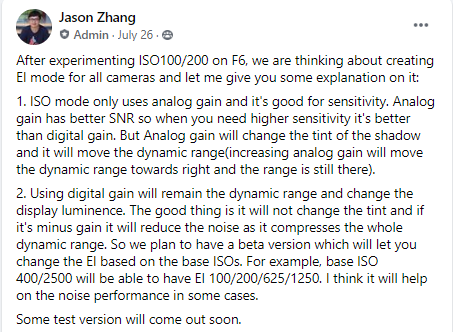 Jason Zhang
Admin · July 26 ·
After experimenting ISO100/200 on F6, we are thinking about creating
EI mode for all cameras and let me give you some explanation on it:
1. ISO mode only uses analog gain and it's good for sensitivity. Analog
gain has better SNR so when you need higher sensitivity it's better
than digital gain. But Analog gain will change the tint of the shadow
and it will move the dynamic range(increasing analog gain will move
the dynamic range towards right and the range is still there).
2. Using digital gain will remain the dynamic range and change the
display luminence. The good thing is it will not change the tint and if
it's minus gain it will reduce the noise as it compresses the whole
dynamic range. So we plan to have a beta version which will let you
change the EI based on the base ISOs. For example, base ISO
400/2500 will be able to have EI 100/200/625/1250. I think it will help
on the noise performance in some cases.
Some test version will come out soon.